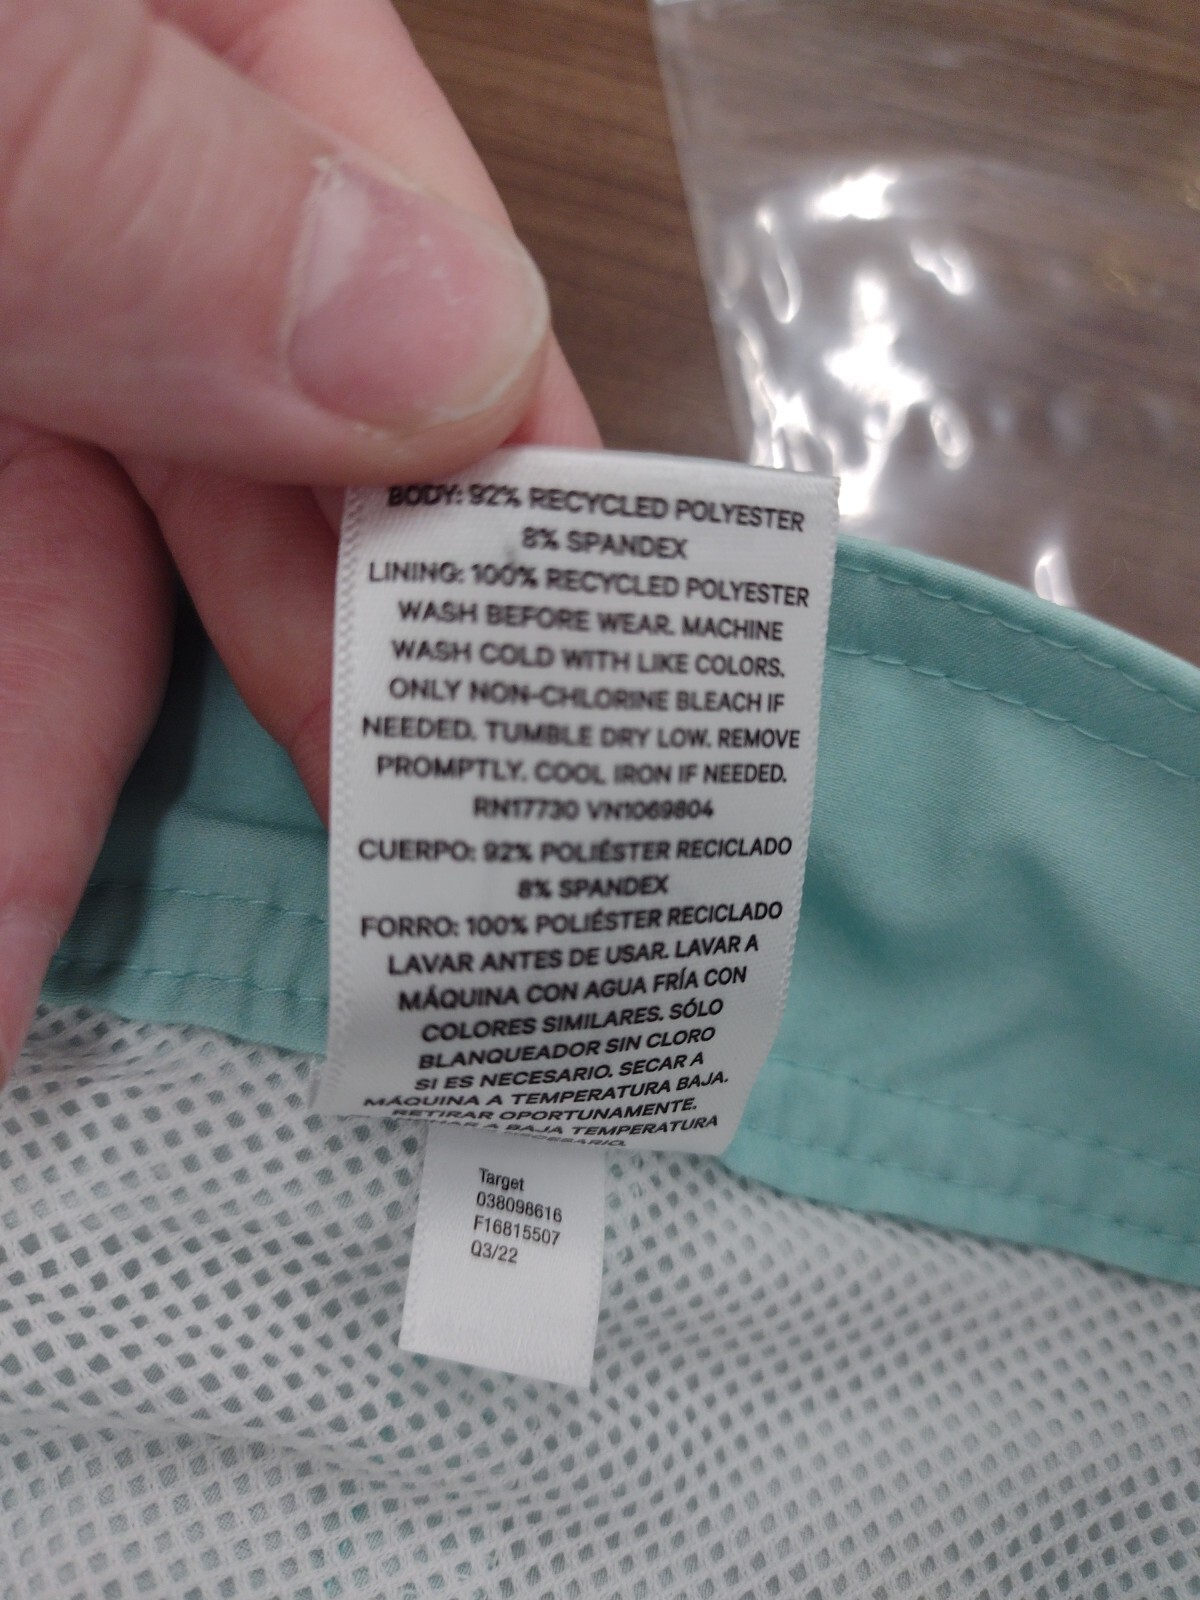 BODY: 92% RECYCLED POLYESTER
8% SPANDEX
LINING: 100% RECYCLED POLYESTER
WASH BEFORE WEAR. MACHINE
WASH COLD WITH LIKE COLORS.
ONLY NON-CHLORINE BLEACH IF
NEEDED. TUMBLE DRY LOW. REMOVE
PROMPTLY. COOL IRON IF NEEDED.
RN17730 VN1069804
CUERPO: 92% POLIÉSTER RECICLADO
8% SPANDEX
FORRO: 100% POLIÉSTER RECICLADO
LAVAR ANTES DE USAR. LAVAR A
MÁQUINA CON AGUA FRÍA CON
COLORES SIMILARES. SÓLO
BLANQUEADOR SIN CLORO
SI ES NECESARIO. SECAR A
MÁQUINA A TEMPERATURA BAJA.
RETIRAR OPORTUNAMENTE.
A BAJA TEMPERATURA
Target
038098616
F16815507
Q3/22